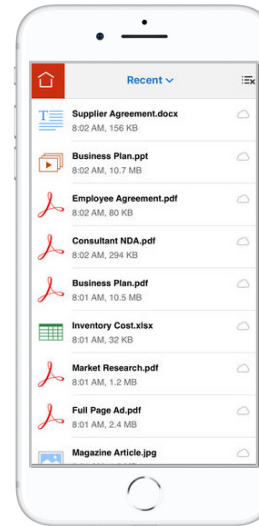 Recent
Supplier Agreement.docx
8:02 AM, 156 KB
Business Plan.ppt
8:02 AM, 10.7 MB
Employee Agreement.pdf
8:02 AM, 80 KB
Consultant NDA.pdf
8:02 AM, 294 KB
Business Plan.pdf
8:01 AM, 10.5 MB
Inventory Cost.xlsx
8:01 AM, 32 KB
Market Research.pdf
8:01 AM, 1.2 MB
Full Page Ad.pdf
8:01 AM, 2.4 MB
Magazine Article.jpg